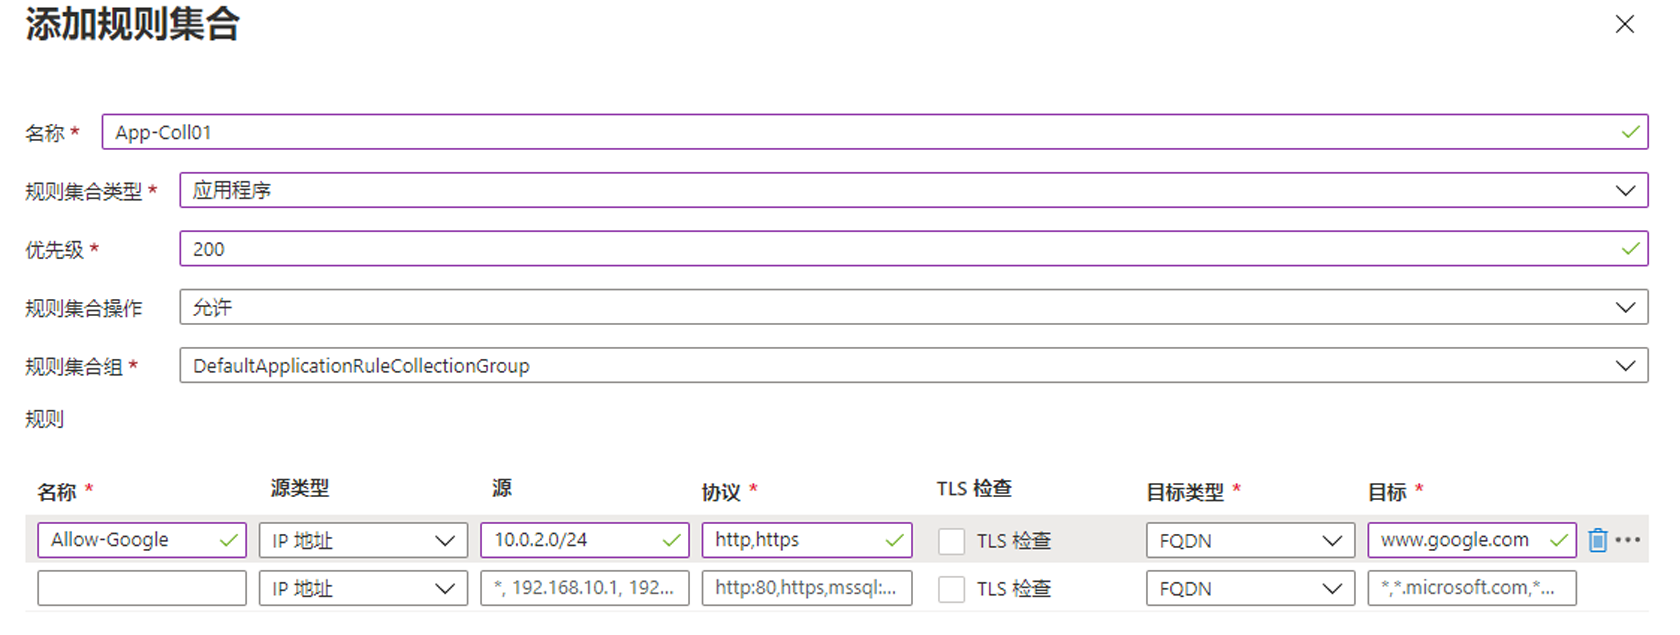 添加规则集合
名称 * App-Coll01
规则集合类型 * 应用程序
优先级 * 200
规则集合操作 允许
规则集合组 * DefaultApplicationRuleCollectionGroup
规则
名称 * 源类型 源 协议 * TLS 检查 目标类型 * 目标 *
Allow-Google IP 地址 10.0.2.0/24 http,https TLS 检查 FQDN www.google.com
IP 地址 *, 192.168.10.1, 192... http:80,https,mssql:... TLS 检查 FQDN *,*.microsoft.com,*...